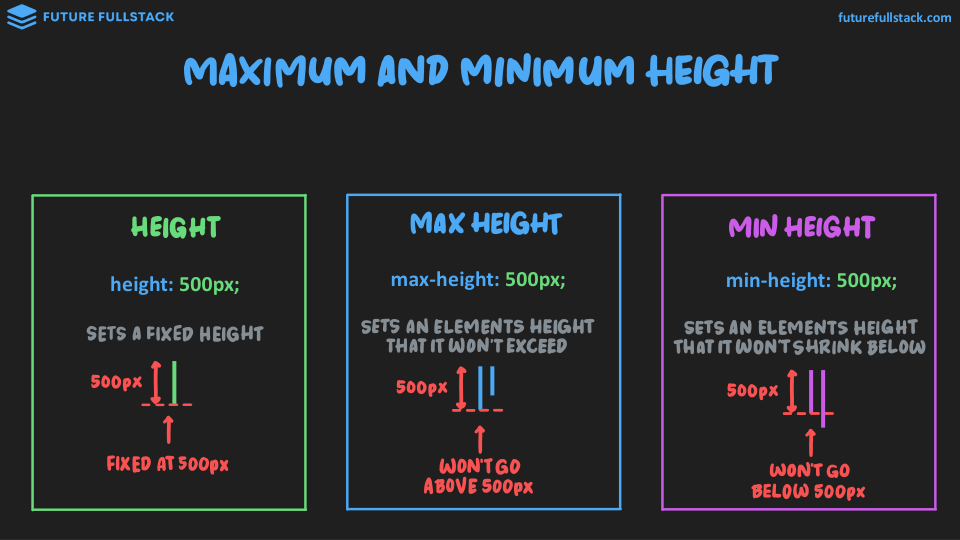 FUTURE FULLSTACK
futurefullstack.com
MAXIMUM AND MINIMUM HEIGHT
HEIGHT
height: 500px;
SETS A FIXED HEIGHT
500px
FIXED AT 500px
MAX HEIGHT
max-height: 500px;
SETS AN ELEMENTS HEIGHT
THAT IT WON'T EXCEED
500px
WON'T GO
ABOVE 500px
MIN HEIGHT
min-height: 500px;
SETS AN ELEMENTS HEIGHT
THAT IT WON'T SHRINK BELOW
500px
WON'T GO
BELOW 500px